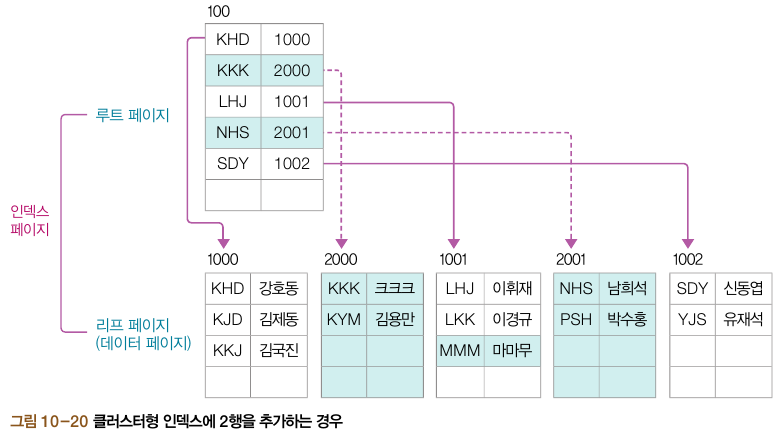 100
KHD 1000
KKK 2000
LHJ 1001
NHS 2001
SDY 1002
루트 페이지
인덱스
페이지
리프 페이지
(데이터 페이지)
1000
KHD 강호동
KJD 김제동
KKJ 김국진
2000
KKK 크크크
KYM 김용만
1001
LHJ 이휘재
LKK 이경규
MMM 마마무
2001
NHS 남희석
PSH 박수홍
1002
SDY 신동엽
YJS 유재석
그림 10-20 클러스터형 인덱스에 2행을 추가하는 경우